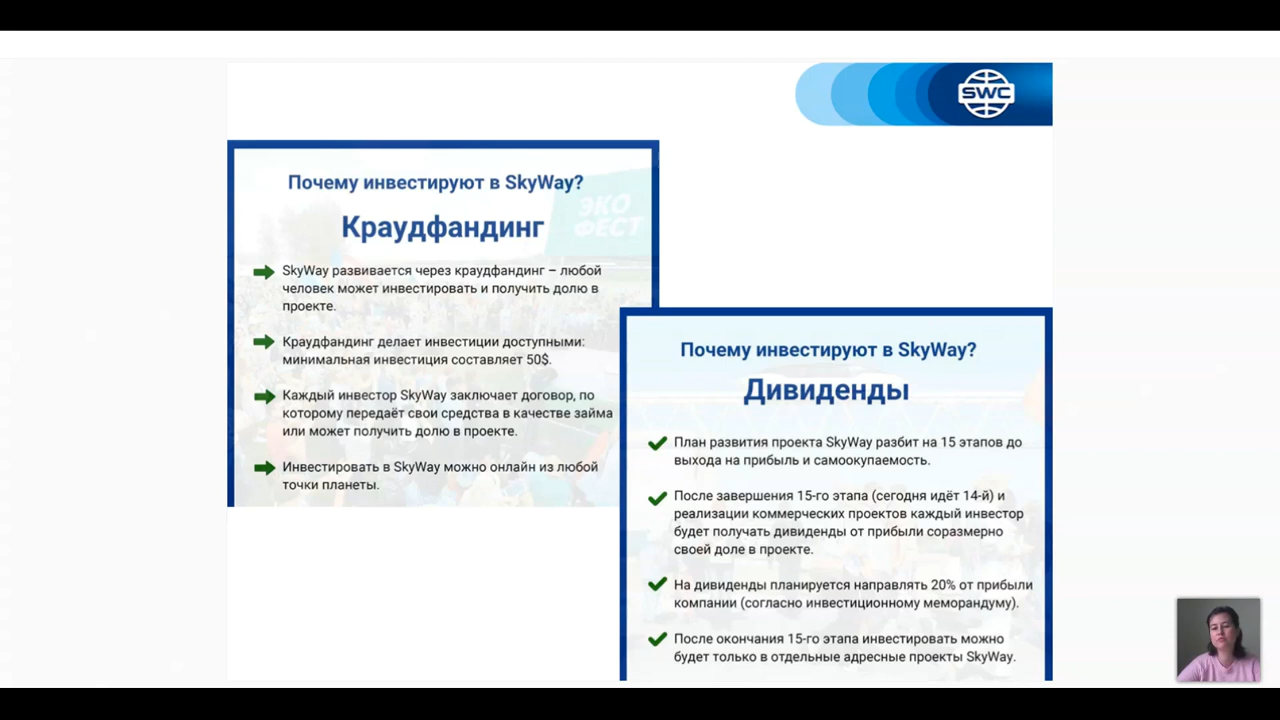 SWC
Почему инвестируют в SkyWay?
Краудфандинг
ЭКО
ФЕСТ
SkyWay развивается через краудфандинг – любой
человек может инвестировать и получить долю в
проекте.
Краудфандинг делает инвестиции доступными:
минимальная инвестиция составляет 50$.
Каждый инвестор SkyWay заключает договор, по
которому передаёт свои средства в качестве займа
или может получить долю в проекте.
Инвестировать в SkyWay можно онлайн из любой
точки планеты.
Почему инвестируют в SkyWay?
Дивиденды
План развития проекта SkyWay разбит на 15 этапов до
выхода на прибыль и самоокупаемость.
После завершения 15-го этапа (сегодня идёт 14-й) и
реализации коммерческих проектов каждый инвестор
будет получать дивиденды от прибыли соразмерно
своей доле в проекте.
На дивиденды планируется направлять 20% от прибыли
компании (согласно инвестиционному меморандуму).
После окончания 15-го этапа инвестировать можно
будет только в отдельные адресные проекты SkyWay.